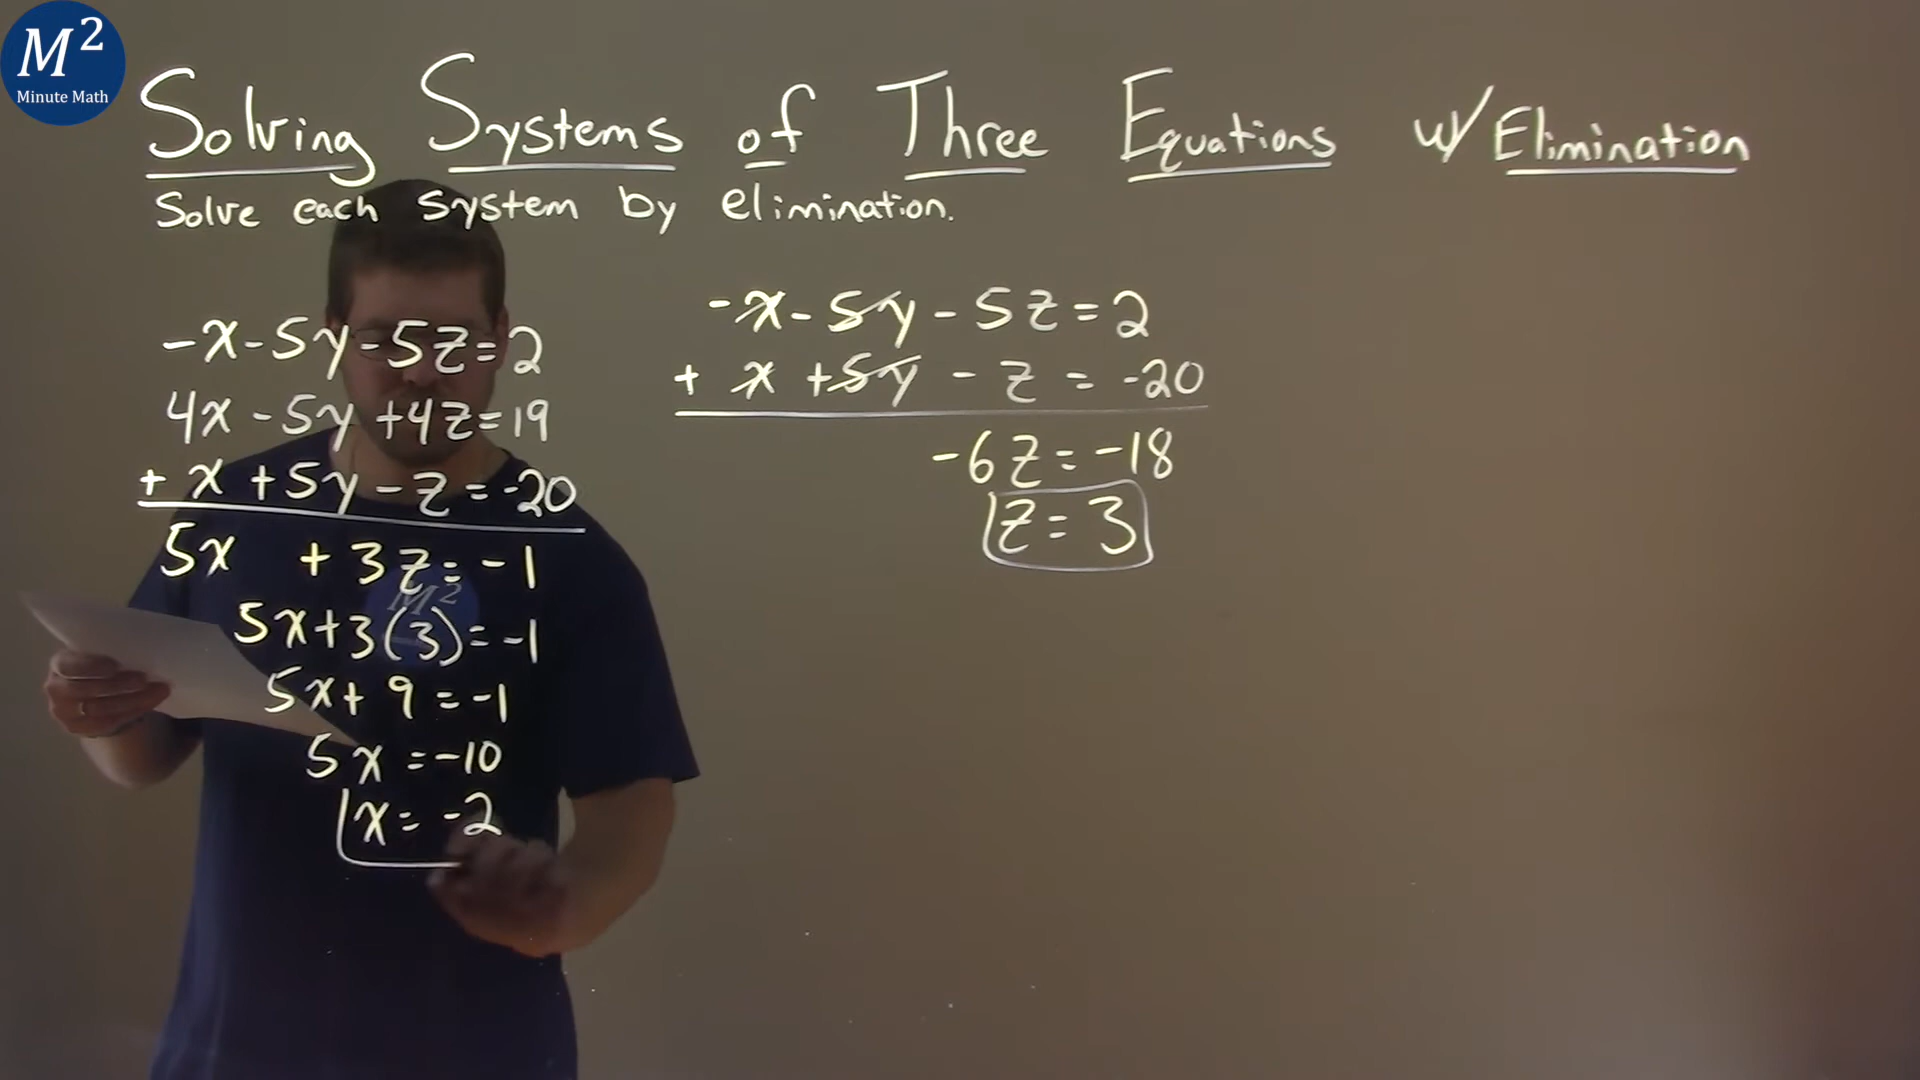 M²
Minute Math
Solving Systems of Three Equations w/ Elimination
Solve each system by elimination.
-x-5y-5z=2
4x-5y+4z=19
+ x+5y-z=-20
5x +3z=-1
5x+3(3)=-1
5x+9=-1
5x=-10
x=-2
-x-5y-5z=2
+ x+5y-z=-20
-6z=-18
z=3
M²